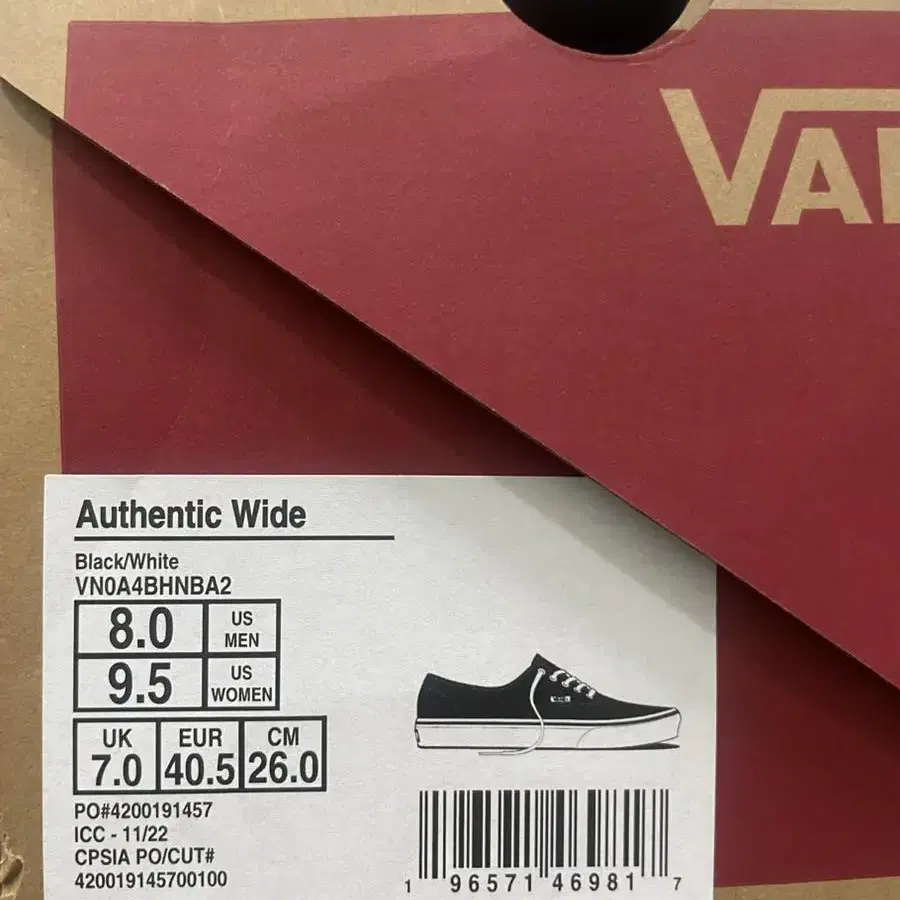 VAN
Authentic Wide
Black/White
VN0A4BHNBA2
8.0 US MEN
9.5 US WOMEN
UK EUR CM
7.0 40.5 26.0
PO#4200191457
ICC - 11/22
CPSIA PO/CUT#
420019145700100
1 96571 46981 7